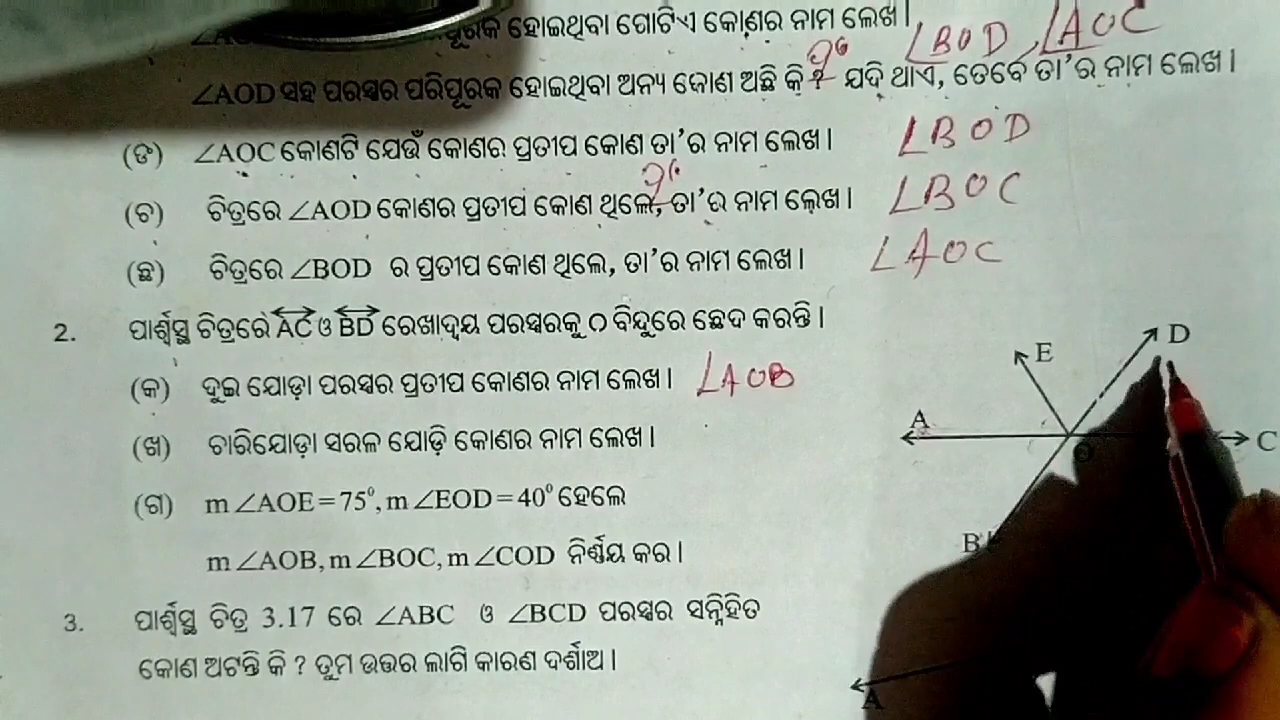 ହୋଇଥିବା ଗୋଟିଏ କୋଣର ନାମ ଲେଖ। ∠BOD, ∠AOC
∠AOD ସହ ପରସ୍ପର ପରିପୂରକ ହୋଇଥିବା ଅନ୍ୟ କୋଣ ଅଛି କି ? ଯଦି ଥାଏ, ତେବେ ତା'ର ନାମ ଲେଖ।
(ଙ) ∠AOC କୋଣଟି ଯେଉଁ କୋଣର ପ୍ରତୀପ କୋଣ ତା'ର ନାମ ଲେଖ। ∠BOD
(ଚ) ଚିତ୍ରରେ ∠AOD କୋଣର ପ୍ରତୀପ କୋଣ ଥିଲେ, ତା'ର ନାମ ଲେଖ। ∠BOC
(ଛ) ଚିତ୍ରରେ ∠BOD ର ପ୍ରତୀପ କୋଣ ଥିଲେ, ତା'ର ନାମ ଲେଖ। ∠AOC
2. ପାର୍ଶ୍ୱସ୍ଥ ଚିତ୍ରରେ AC ଓ BD ରେଖାଦ୍ୱୟ ପରସ୍ପରକୁ O ବିନ୍ଦୁରେ ଛେଦ କରନ୍ତି।
(କ) ଦୁଇ ଯୋଡ଼ା ପରସ୍ପର ପ୍ରତୀପ କୋଣର ନାମ ଲେଖ। ∠AOB
(ଖ) ଚାରିଯୋଡ଼ା ସରଳ ଯୋଡ଼ି କୋଣର ନାମ ଲେଖ।
(ଗ) m∠AOE = 75⁰, m∠EOD = 40⁰ ହେଲେ
m∠AOB, m∠BOC, m∠COD ନିର୍ଣ୍ଣୟ କର।
3. ପାର୍ଶ୍ୱସ୍ଥ ଚିତ୍ର 3.17 ରେ ∠ABC ଓ ∠BCD ପରସ୍ପର ସନ୍ନିହିତ
କୋଣ ଅଟନ୍ତି କି ? ତୁମ ଉତ୍ତର ଲାଗି କାରଣ ଦର୍ଶାଅ।
D
E
A
C
O
B
A